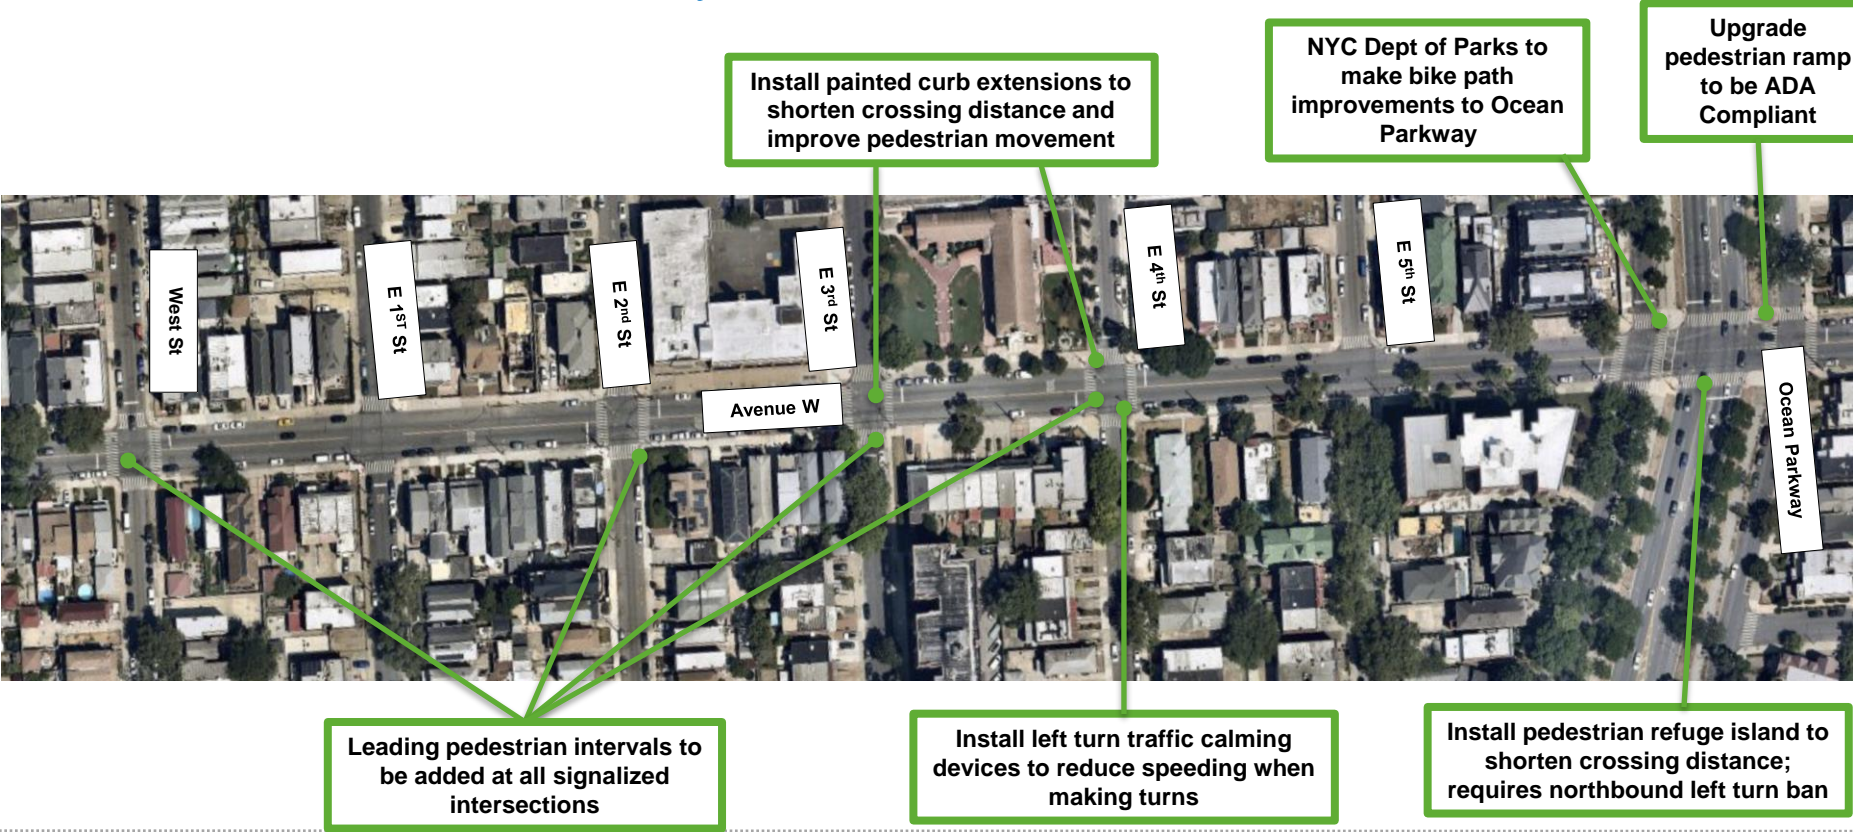 Install painted curb extensions to
shorten crossing distance and
improve pedestrian movement
NYC Dept of Parks to
make bike path
improvements to Ocean
Parkway
Upgrade
pedestrian ramp
to be ADA
Compliant
West St
E 1ST St
E 2nd St
E 3rd St
E 4th St
E 5th St
Avenue W
Ocean Parkway
Leading pedestrian intervals to
be added at all signalized
intersections
Install left turn traffic calming
devices to reduce speeding when
making turns
Install pedestrian refuge island to
shorten crossing distance;
requires northbound left turn ban